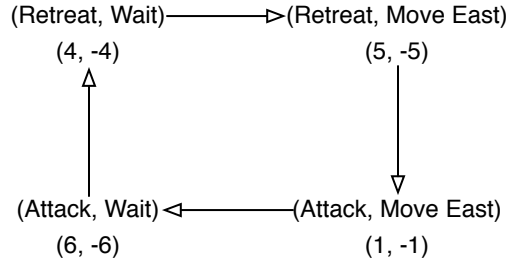 (Retreat, Wait) (Retreat, Move East)
(4, -4) (5, -5)
(Attack, Wait) (Attack, Move East)
(6, -6) (1, -1)